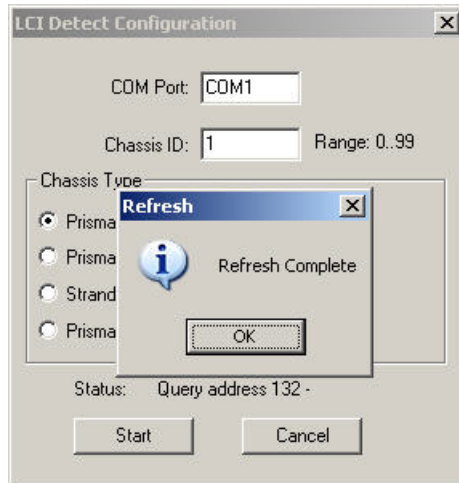 LCI Detect Configuration
COM Port: COM1
Chassis ID: 1 Range: 0..99
Chassis Type
Refresh
Prisma
Prisma
Refresh Complete
Strand
Prisma
OK
Status: Query address 132 -
Start Cancel